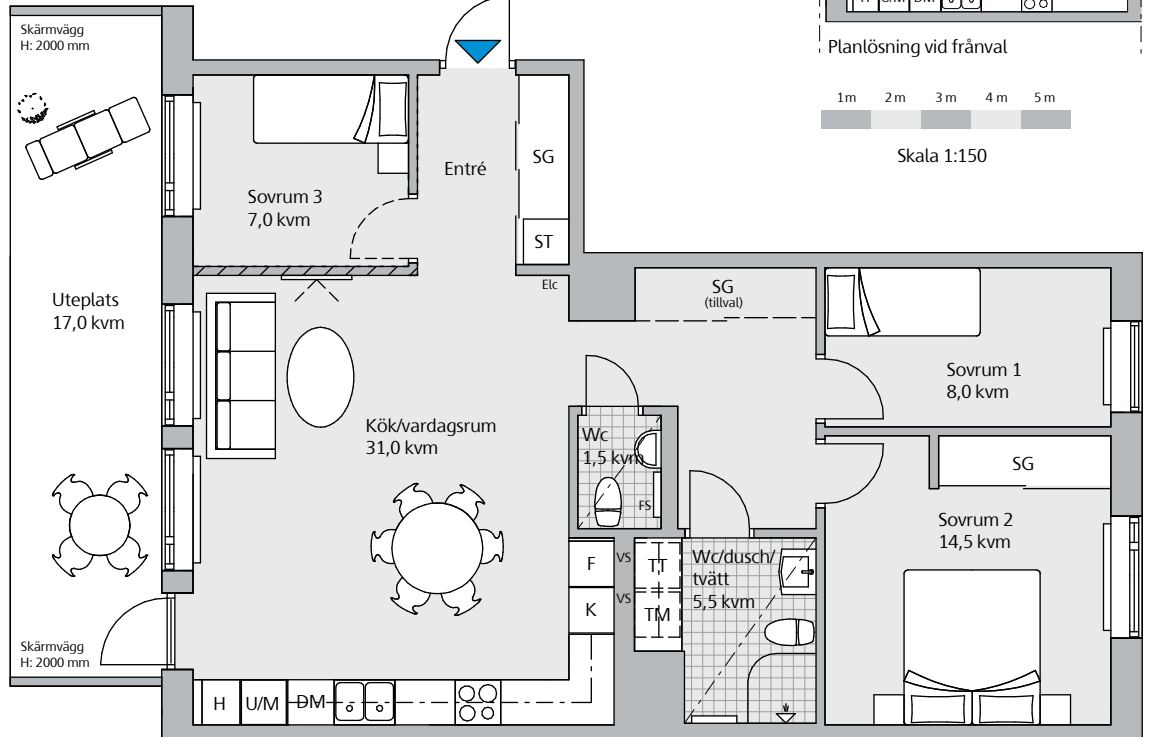 Skärmvägg
H: 2000 mm
H U/M DM
Planlösning vid frånval
1 m 2 m 3 m 4 m 5 m
Skala 1:150
Entré
SG
ST
Elc
Sovrum 3
7,0 kvm
Uteplats
17,0 kvm
SG
(tillval)
Sovrum 1
8,0 kvm
Kök/vardagsrum
31,0 kvm
Wc
1,5 kvm
FS
SG
Sovrum 2
14,5 kvm
F
K
VS
VS
TT
TM
Wc/dusch/
tvätt
5,5 kvm
Skärmvägg
H: 2000 mm
H
U/M
DM